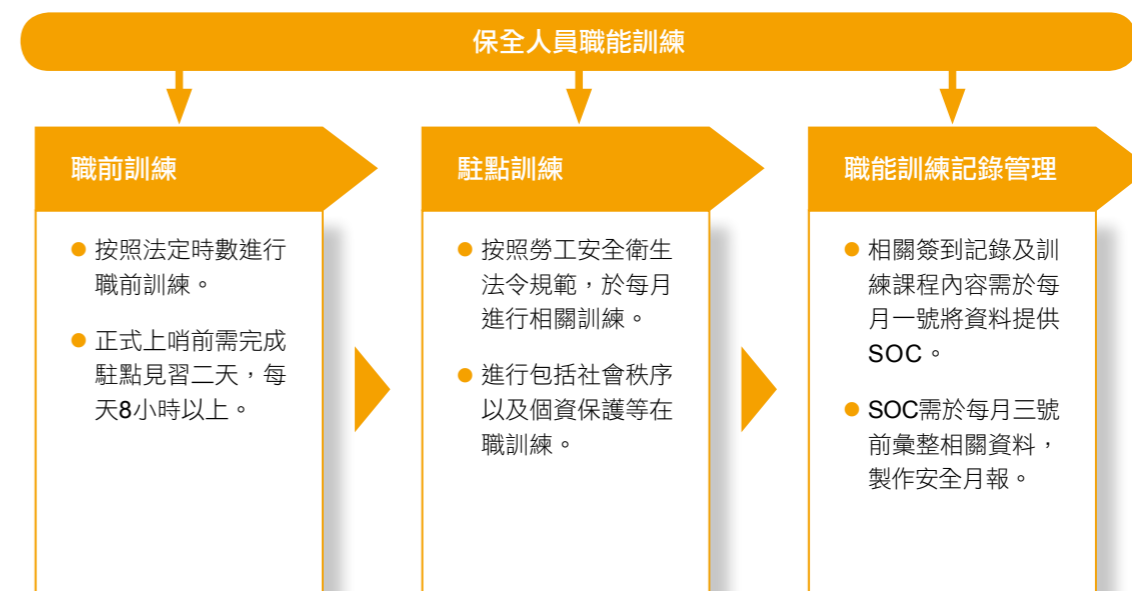 保全人員職能訓練
職前訓練
按照法定時數進行
職前訓練。
正式上哨前需完成
駐點見習二天，每
天8小時以上。
駐點訓練
按照勞工安全衛生
法令規範，於每月
進行相關訓練。
進行包括社會秩序
以及個資保護等在
職訓練。
職能訓練記錄管理
相關簽到記錄及訓
練課程內容需於每
月一號將資料提供
SOC。
SOC需於每月三號
前彙整相關資料，
製作安全月報。